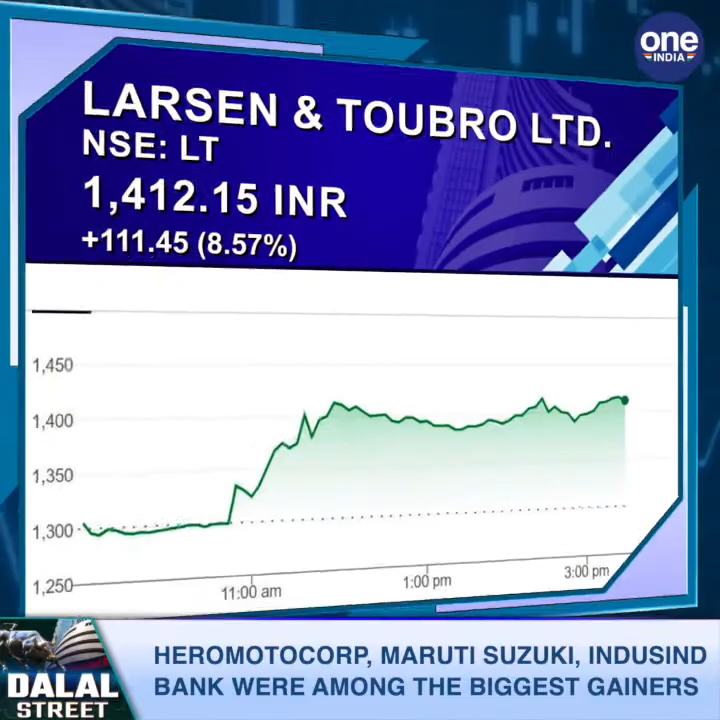 one
INDIA
LARSEN & TOUBRO LTD.
NSE: LT
1,412.15 INR
+111.45 (8.57%)
1,450
1,400
1,350
1,300
1,250
11:00 am
1:00 pm
3:00 pm
DALAL
STREET
HEROMOTOCORP, MARUTI SUZUKI, INDUSIND
BANK WERE AMONG THE BIGGEST GAINERS